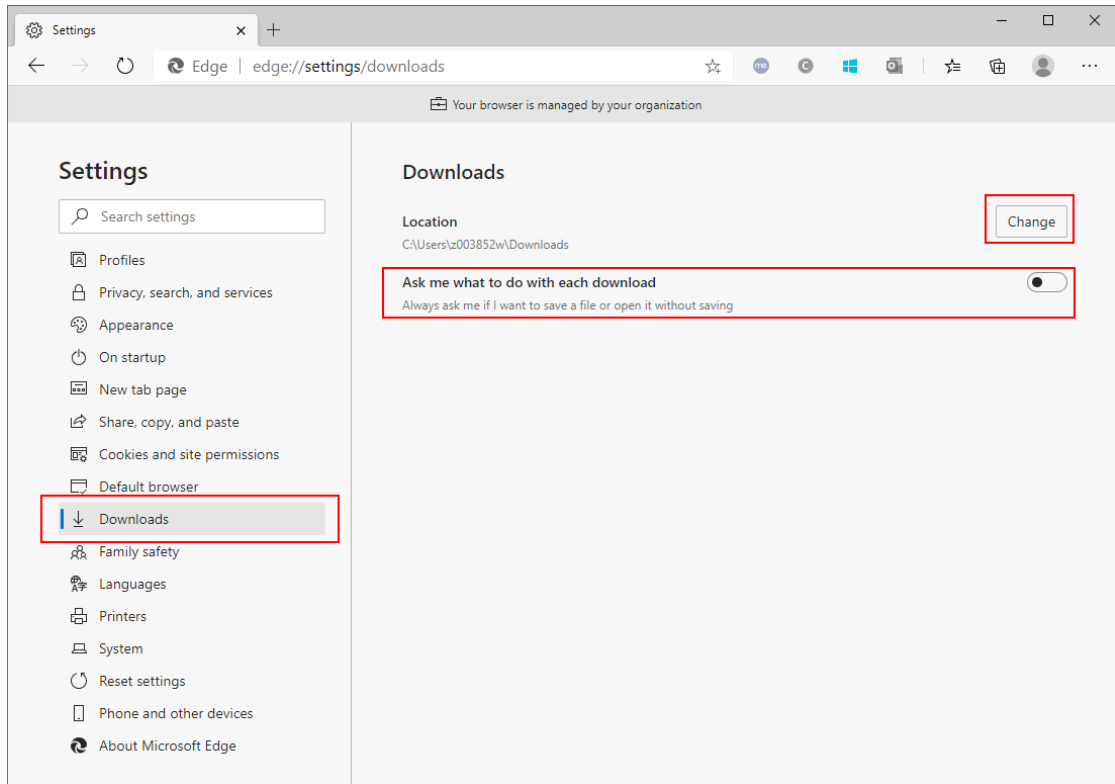 Settings
Edge | edge://settings/downloads
Your browser is managed by your organization
Settings
Search settings
Profiles
Privacy, search, and services
Appearance
On startup
New tab page
Share, copy, and paste
Cookies and site permissions
Default browser
Downloads
Family safety
Languages
Printers
System
Reset settings
Phone and other devices
About Microsoft Edge
Downloads
Location
Change
C:\Users\z003852w\Downloads
Ask me what to do with each download
Always ask me if I want to save a file or open it without saving